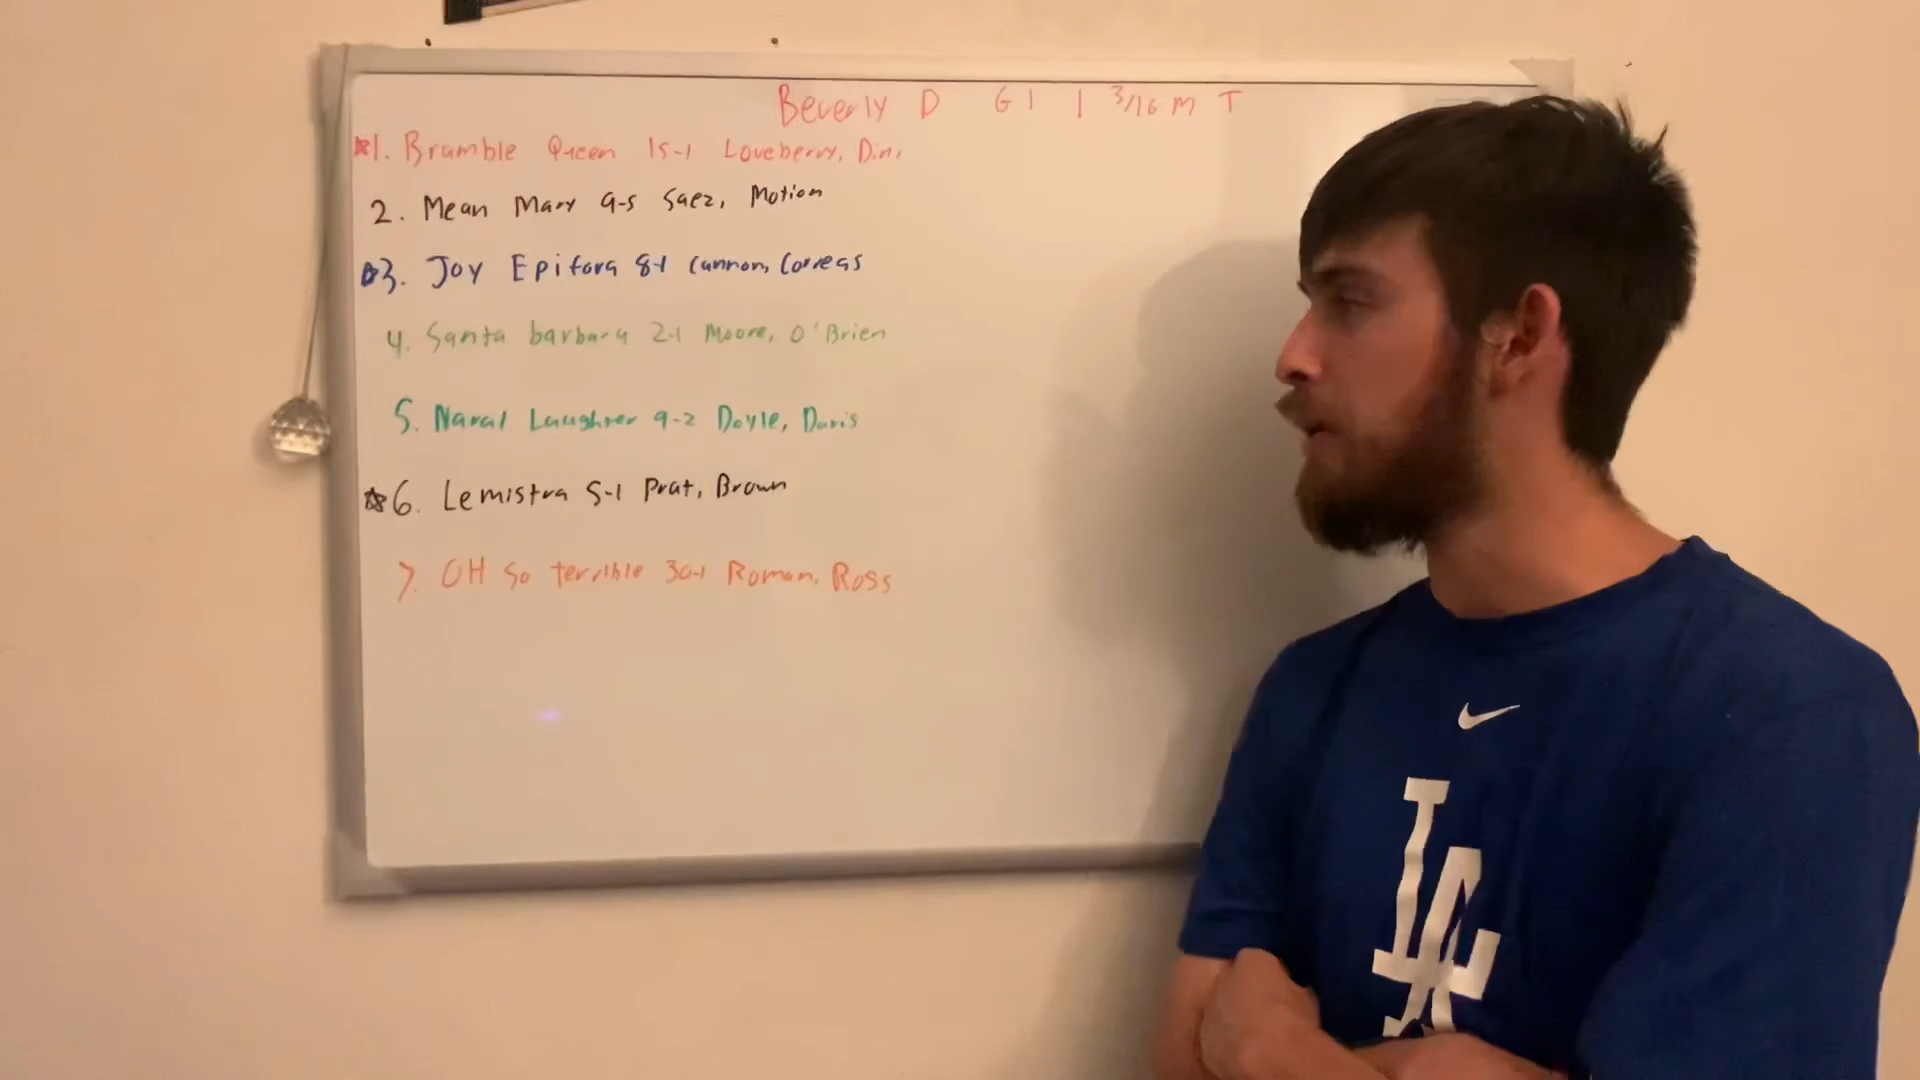 Beverly D G1 1 3/16 M T
1. Bramble Queen 15-1 Loveberry, Dini
2. Mean Mary 9-5 Saez, Motion
3. Joy Epifora 8-1 Cannon, Correas
4. Santa barbara 2-1 Moore, O'Brien
5. Naval Laughter 9-2 Doyle, Davis
6. Lemistra 5-1 Prat, Brown
7. OH So terrible 30-1 Roman, Ross
LA